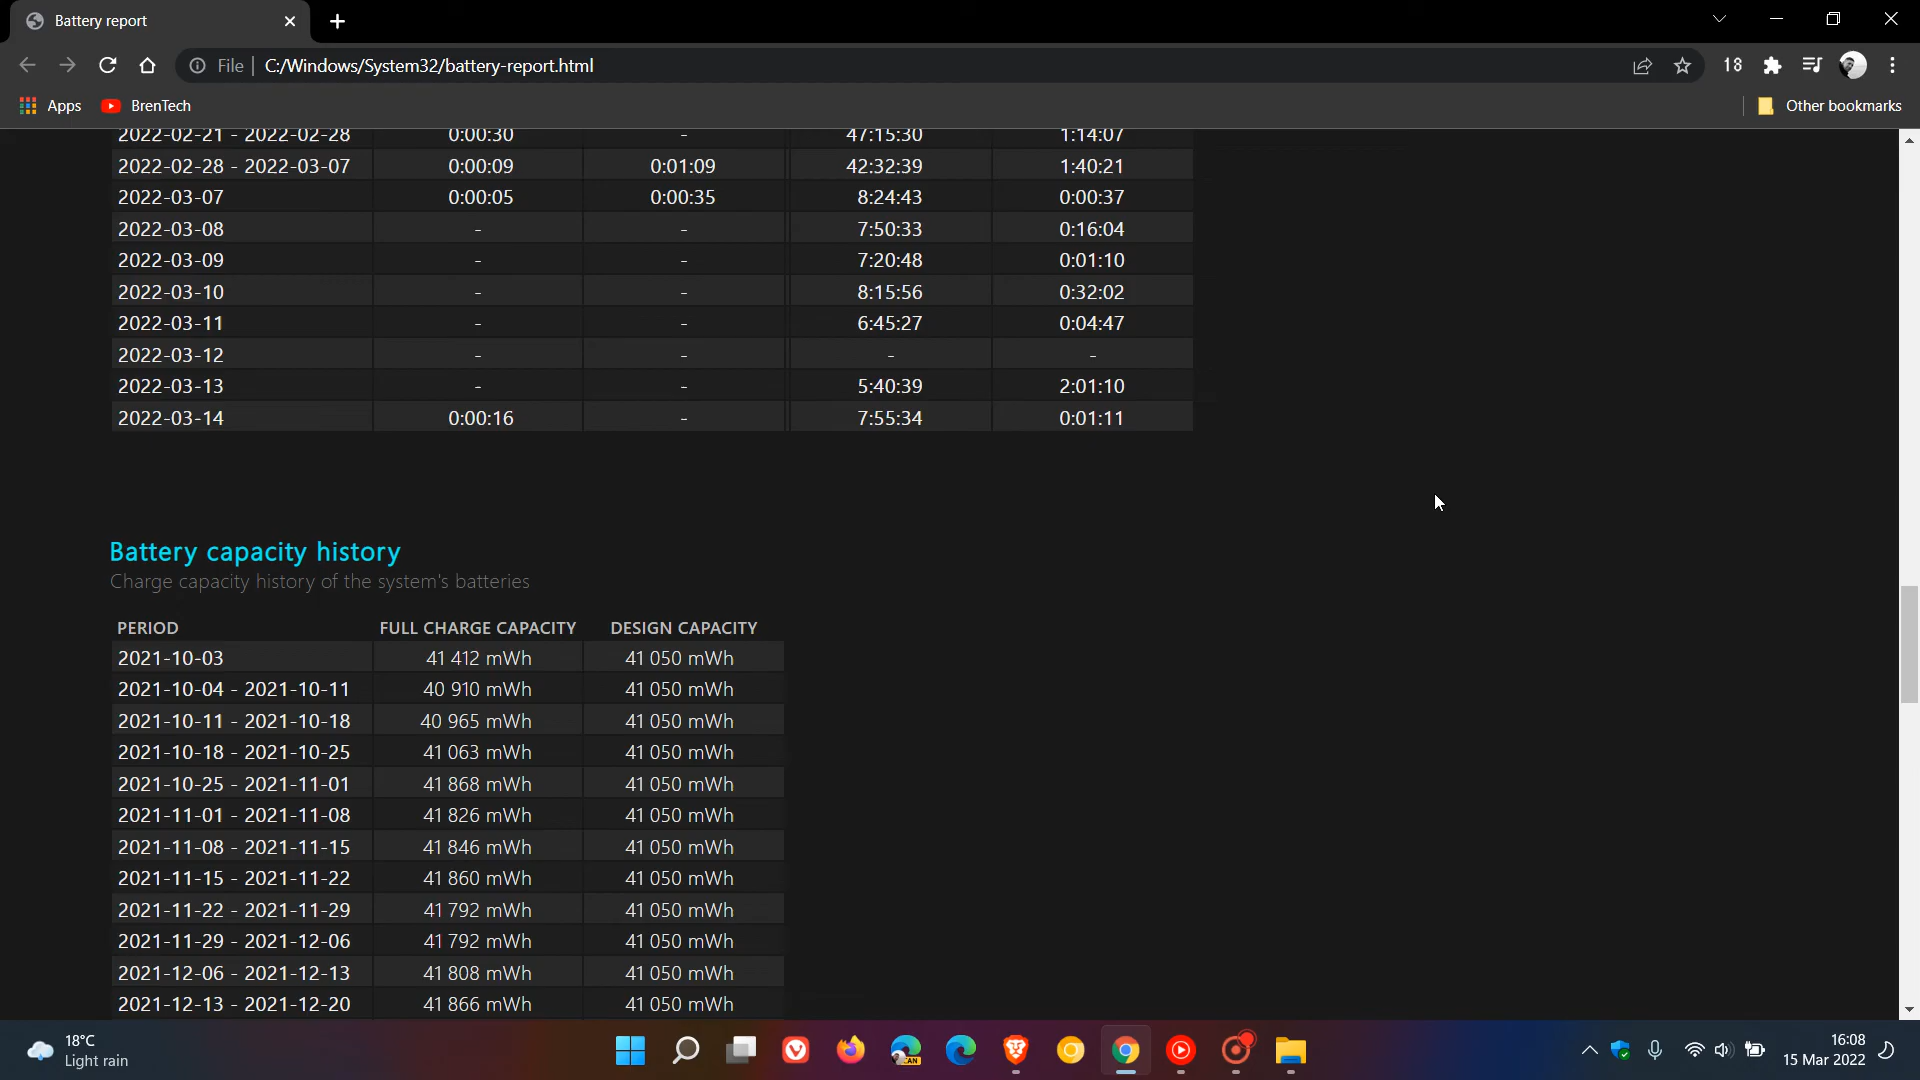 Battery report
File C:/Windows/System32/battery-report.html
18
Apps BrenTech Other bookmarks
2022-02-21 - 2022-02-28 0:00:30 - 47:15:30 1:14:07
2022-02-28 - 2022-03-07 0:00:09 0:01:09 42:32:39 1:40:21
2022-03-07 0:00:05 0:00:35 8:24:43 0:00:37
2022-03-08 - - 7:50:33 0:16:04
2022-03-09 - - 7:20:48 0:01:10
2022-03-10 - - 8:15:56 0:32:02
2022-03-11 - - 6:45:27 0:04:47
2022-03-12 - - - -
2022-03-13 - - 5:40:39 2:01:10
2022-03-14 0:00:16 - 7:55:34 0:01:11
Battery capacity history
Charge capacity history of the system's batteries
PERIOD FULL CHARGE CAPACITY DESIGN CAPACITY
2021-10-03 41 412 mWh 41 050 mWh
2021-10-04 - 2021-10-11 40 910 mWh 41 050 mWh
2021-10-11 - 2021-10-18 40 965 mWh 41 050 mWh
2021-10-18 - 2021-10-25 41 063 mWh 41 050 mWh
2021-10-25 - 2021-11-01 41 868 mWh 41 050 mWh
2021-11-01 - 2021-11-08 41 826 mWh 41 050 mWh
2021-11-08 - 2021-11-15 41 846 mWh 41 050 mWh
2021-11-15 - 2021-11-22 41 860 mWh 41 050 mWh
2021-11-22 - 2021-11-29 41 792 mWh 41 050 mWh
2021-11-29 - 2021-12-06 41 792 mWh 41 050 mWh
2021-12-06 - 2021-12-13 41 808 mWh 41 050 mWh
2021-12-13 - 2021-12-20 41 866 mWh 41 050 mWh
18°C
Light rain
CAN
16:08
15 Mar 2022